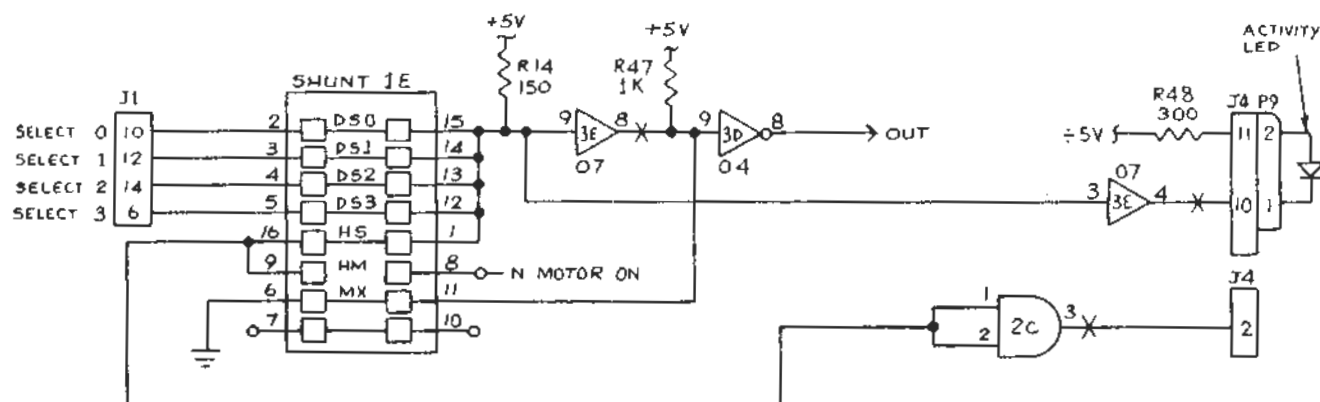 +5V
+5V
ACTIVITY
LED
R14
150
R47
1K
SHUNT 1E
J1
R48
300
J4 P9
SELECT 0 10 2 DS0 15 9 3E 8 9 3D 8 OUT
07 04
+5V 11 2
SELECT 1 12 3 DS1 14
SELECT 2 14 4 DS2 13
07
SELECT 3 6 5 DS3 12 3 3E 4 10 1
16 HS 1
9 HM 8 N MOTOR ON
6 MX 11
7 10
J4
1
2 2C 3 2